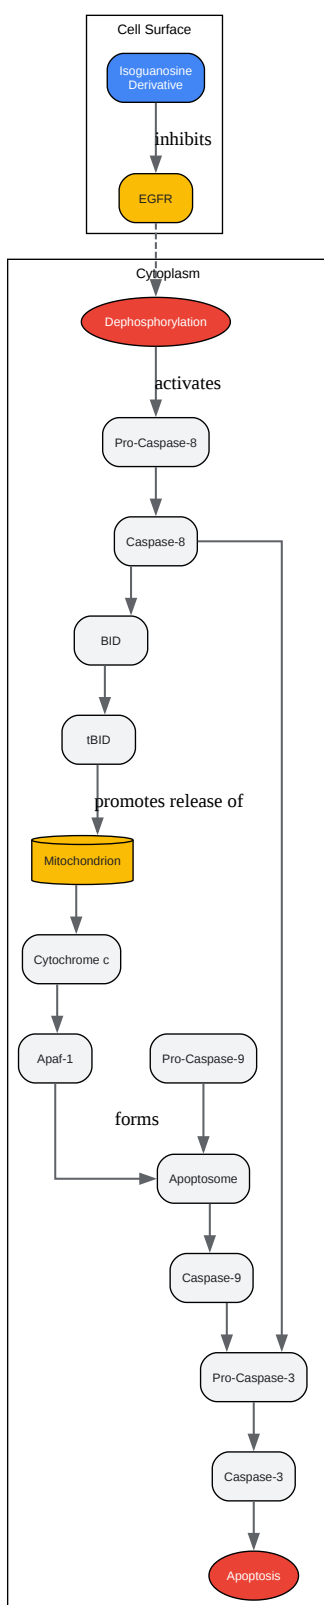 Cell Surface
Isoguanosine
Derivative
inhibits
EGFR
Cytoplasm
Dephosphorylation
activates
Pro-Caspase-8
Caspase-8
BID
tBID
promotes release of
Mitochondrion
Cytochrome c
Apaf-1
Pro-Caspase-9
forms
Apoptosome
Caspase-9
Pro-Caspase-3
Caspase-3
Apoptosis